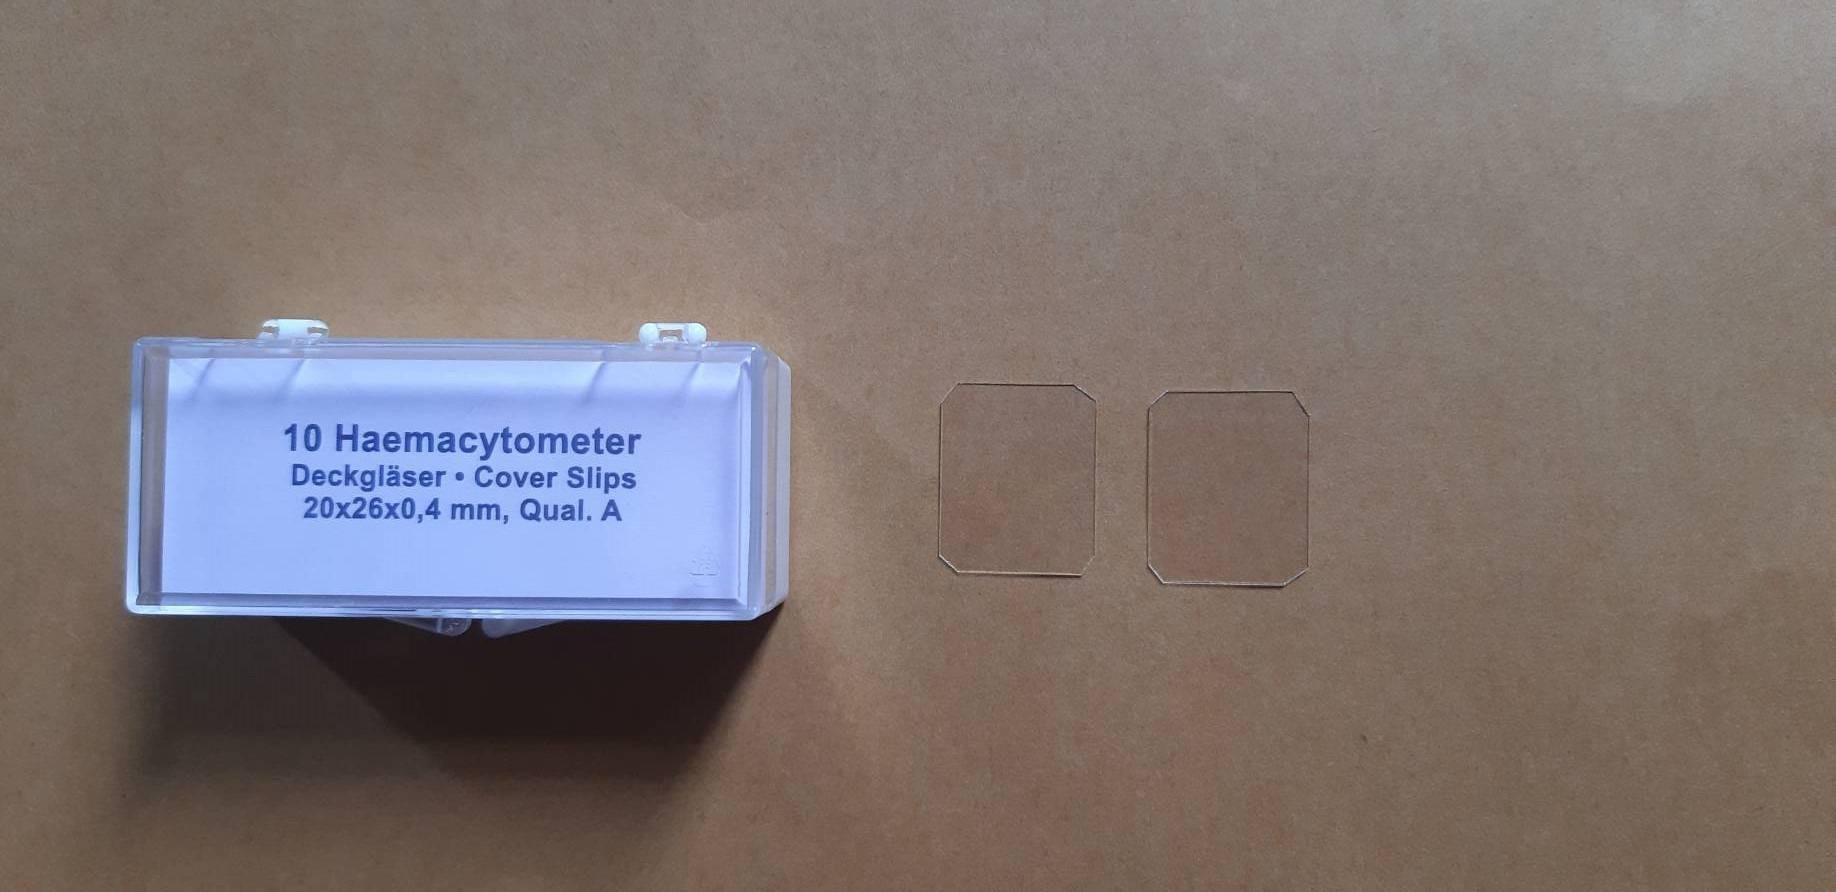 10 Haemacytometer
Deckgläser • Cover Slips
20x26x0,4 mm, Qual. A